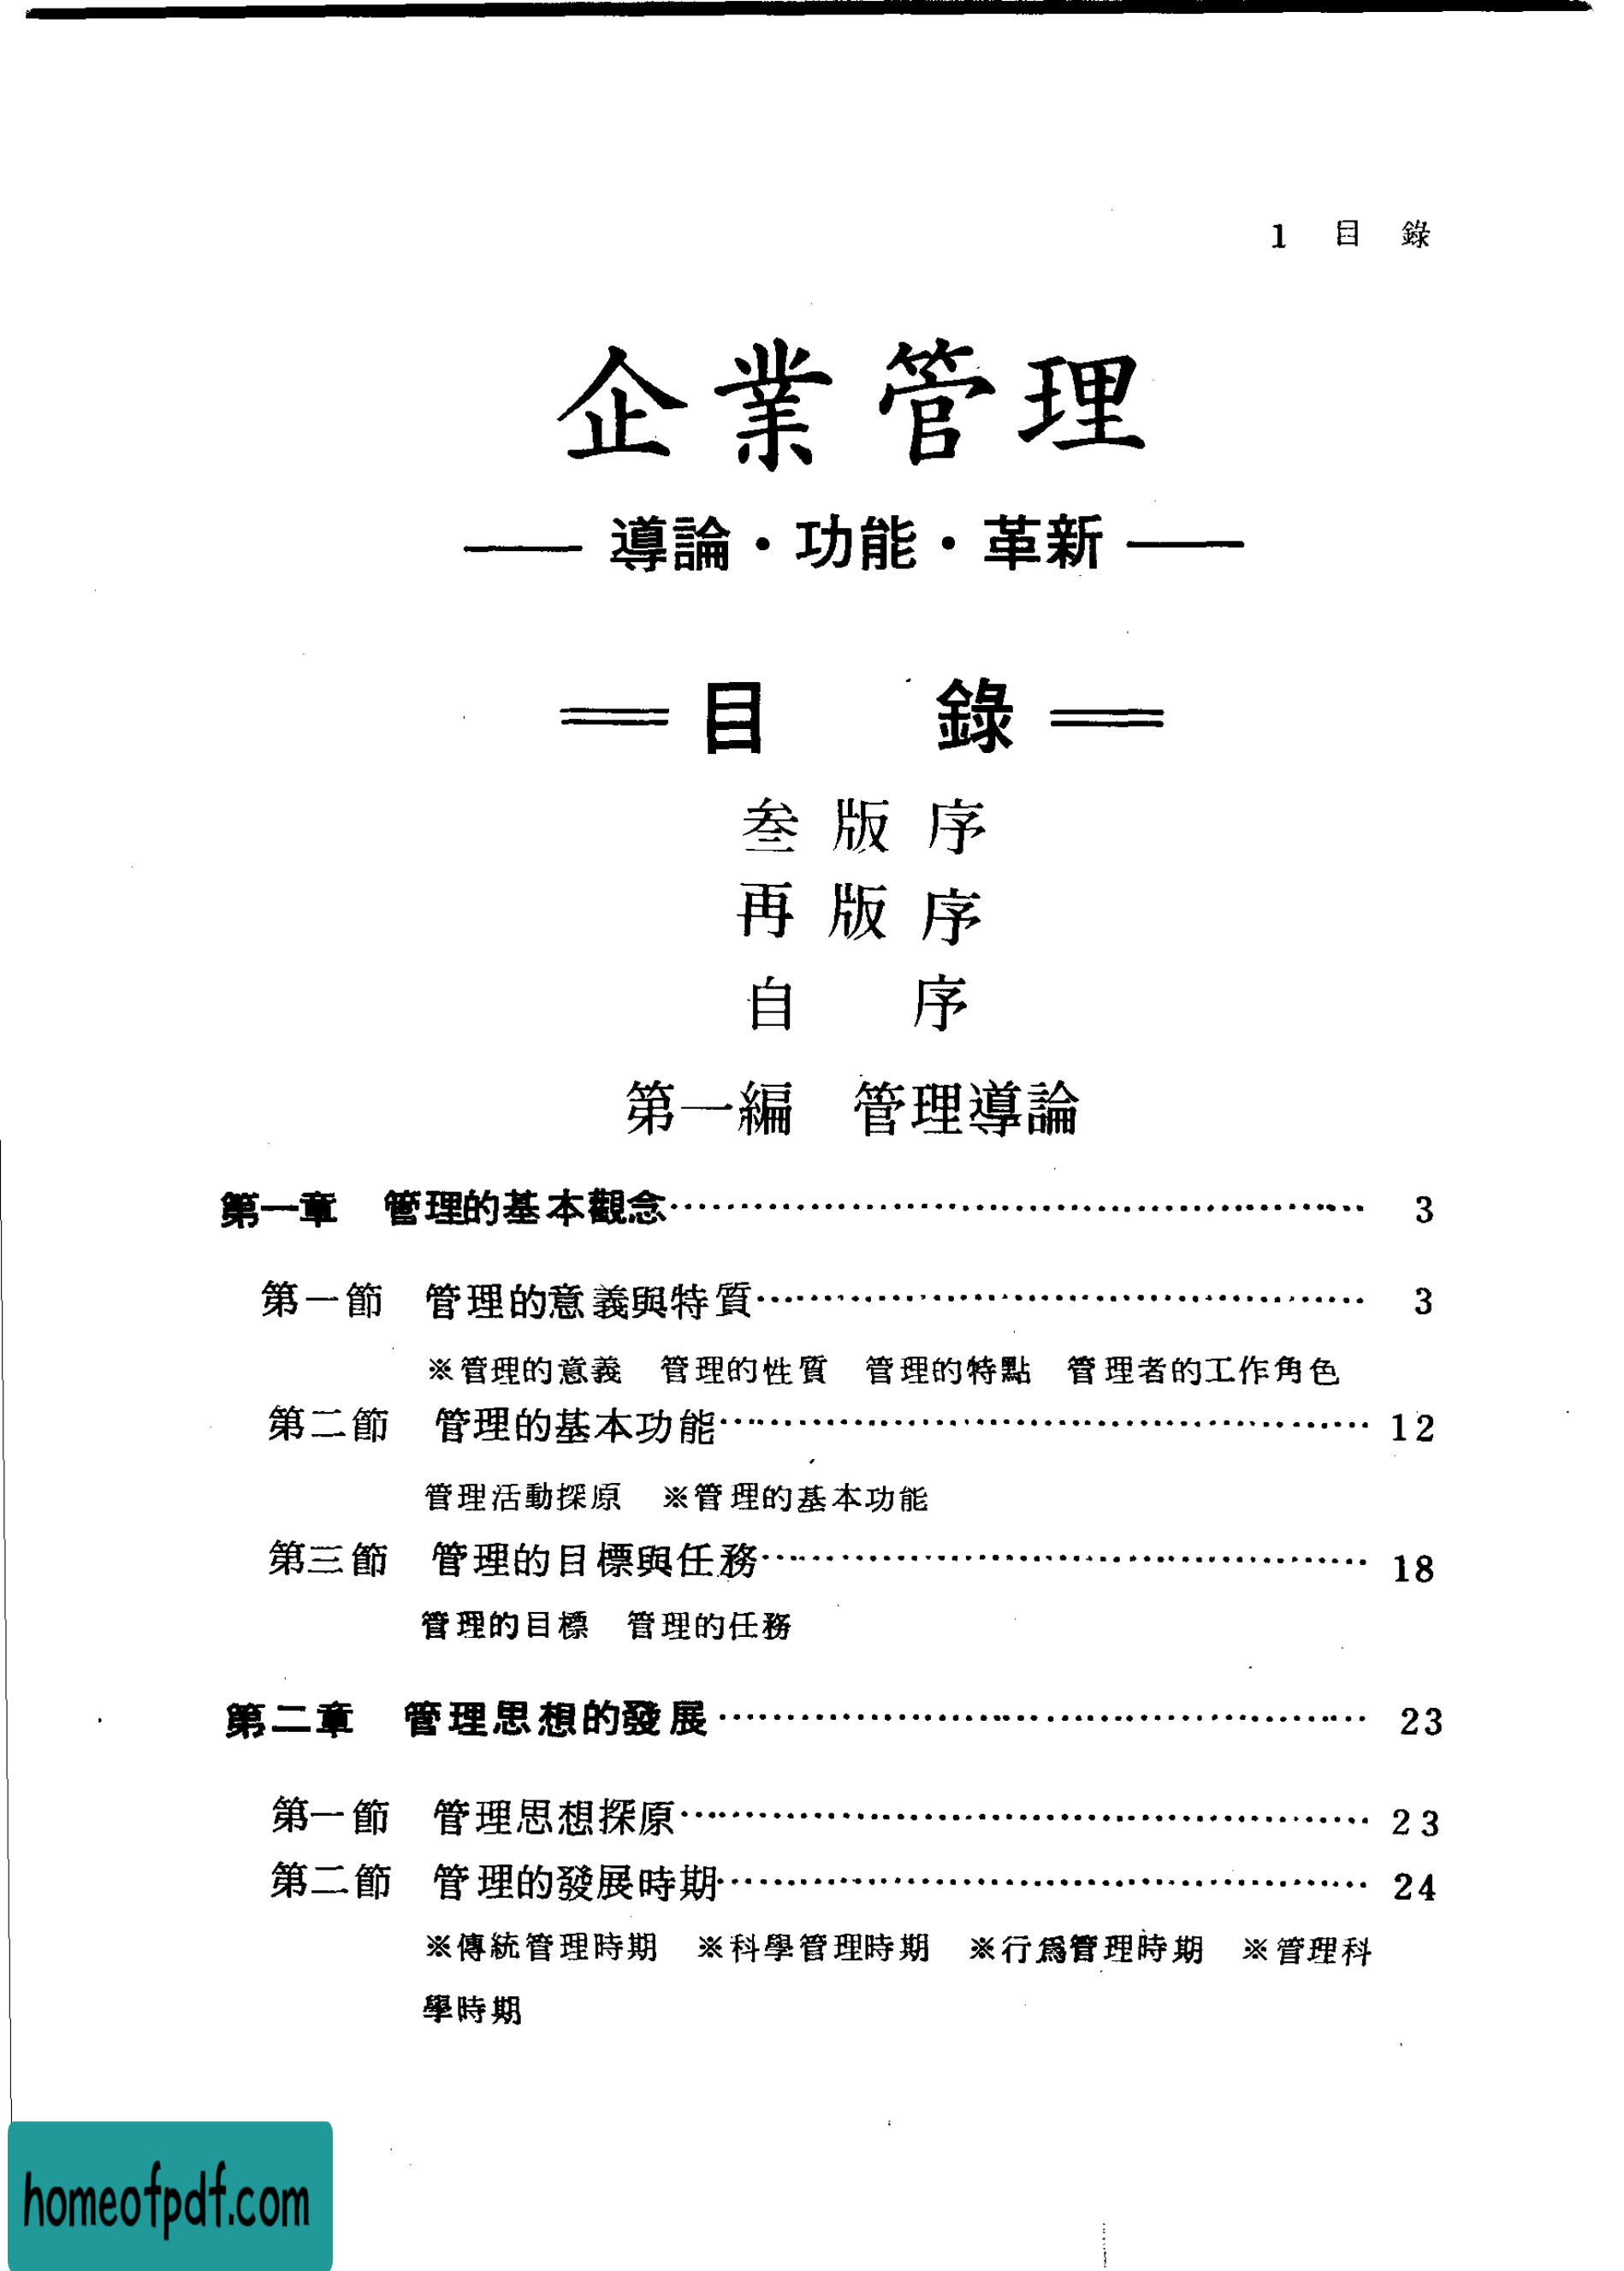 1 目 錄
企業管理
—— 導論・功能・革新 ——
== 目 錄 ==
叁版序
再版序
自 序
第一編 管理導論
第一章 管理的基本觀念………… 3
第一節 管理的意義與特質………… 3
※管理的意義 管理的性質 管理的特點 管理者的工作角色
第二節 管理的基本功能………… 12
管理活動探原 ※管理的基本功能
第三節 管理的目標與任務………… 18
管理的目標 管理的任務
第二章 管理思想的發展………… 23
第一節 管理思想探原………… 23
第二節 管理的發展時期………… 24
※傳統管理時期 ※科學管理時期 ※行爲管理時期 ※管理科
學時期
homeofpdf.com